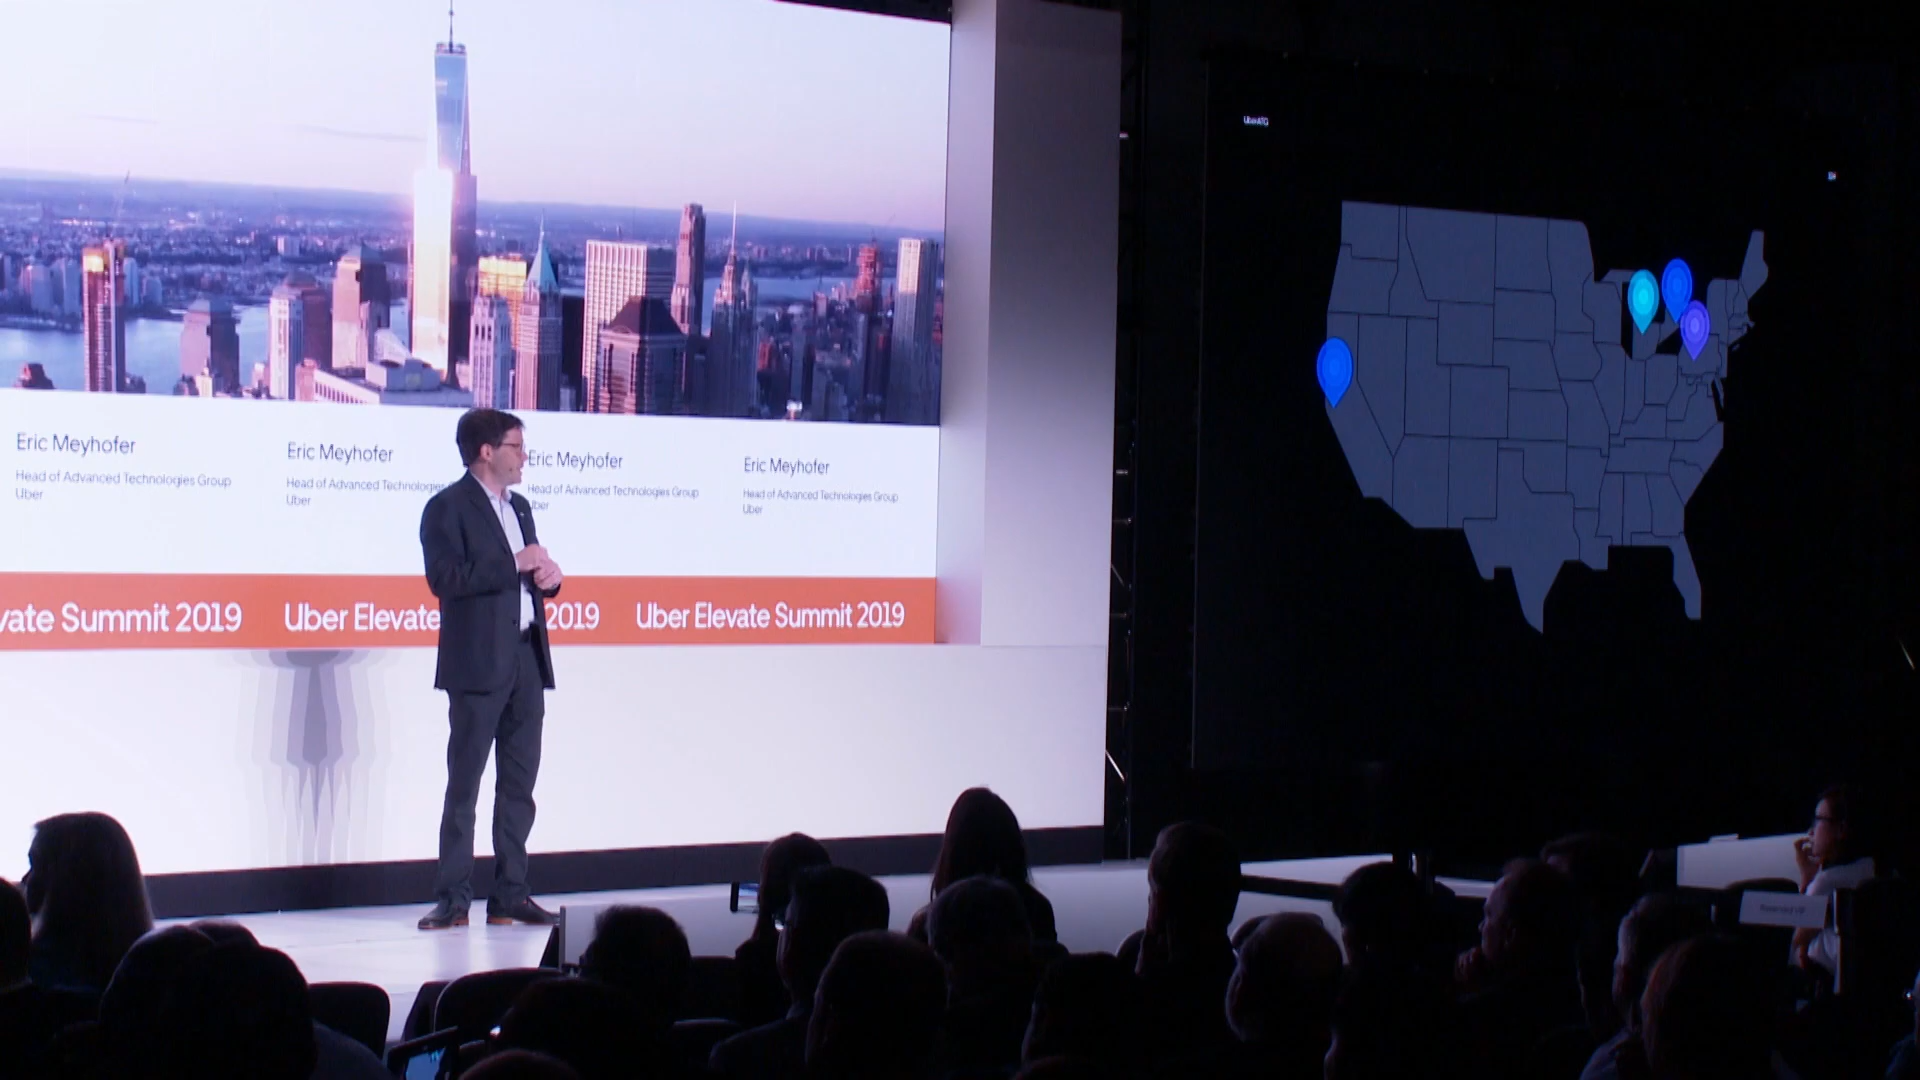 Eric Meyhofer
Head of Advanced Technologies Group
Uber
Eric Meyhofer
Head of Advanced Technologies
Uber
Eric Meyhofer
Head of Advanced Technologies Group
Uber
Eric Meyhofer
Head of Advanced Technologies Group
Uber
vate Summit 2019
Uber Elevate
2019
Uber Elevate Summit 2019
UberATG